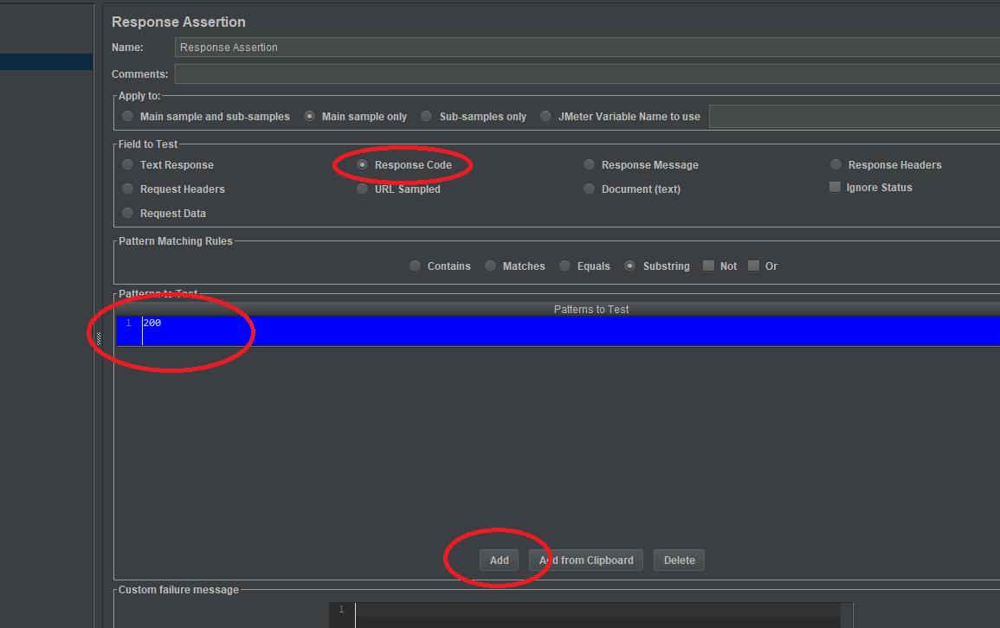 Response Assertion
Name: Response Assertion
Comments:
Apply to:
Main sample and sub-samples Main sample only Sub-samples only JMeter Variable Name to use
Field to Test
Text Response Response Code Response Message Response Headers
Request Headers URL Sampled Document (text) Ignore Status
Request Data
Pattern Matching Rules
Contains Matches Equals Substring Not Or
Patterns to Test
Patterns to Test
1 200
Add Add from Clipboard Delete
Custom failure message
1